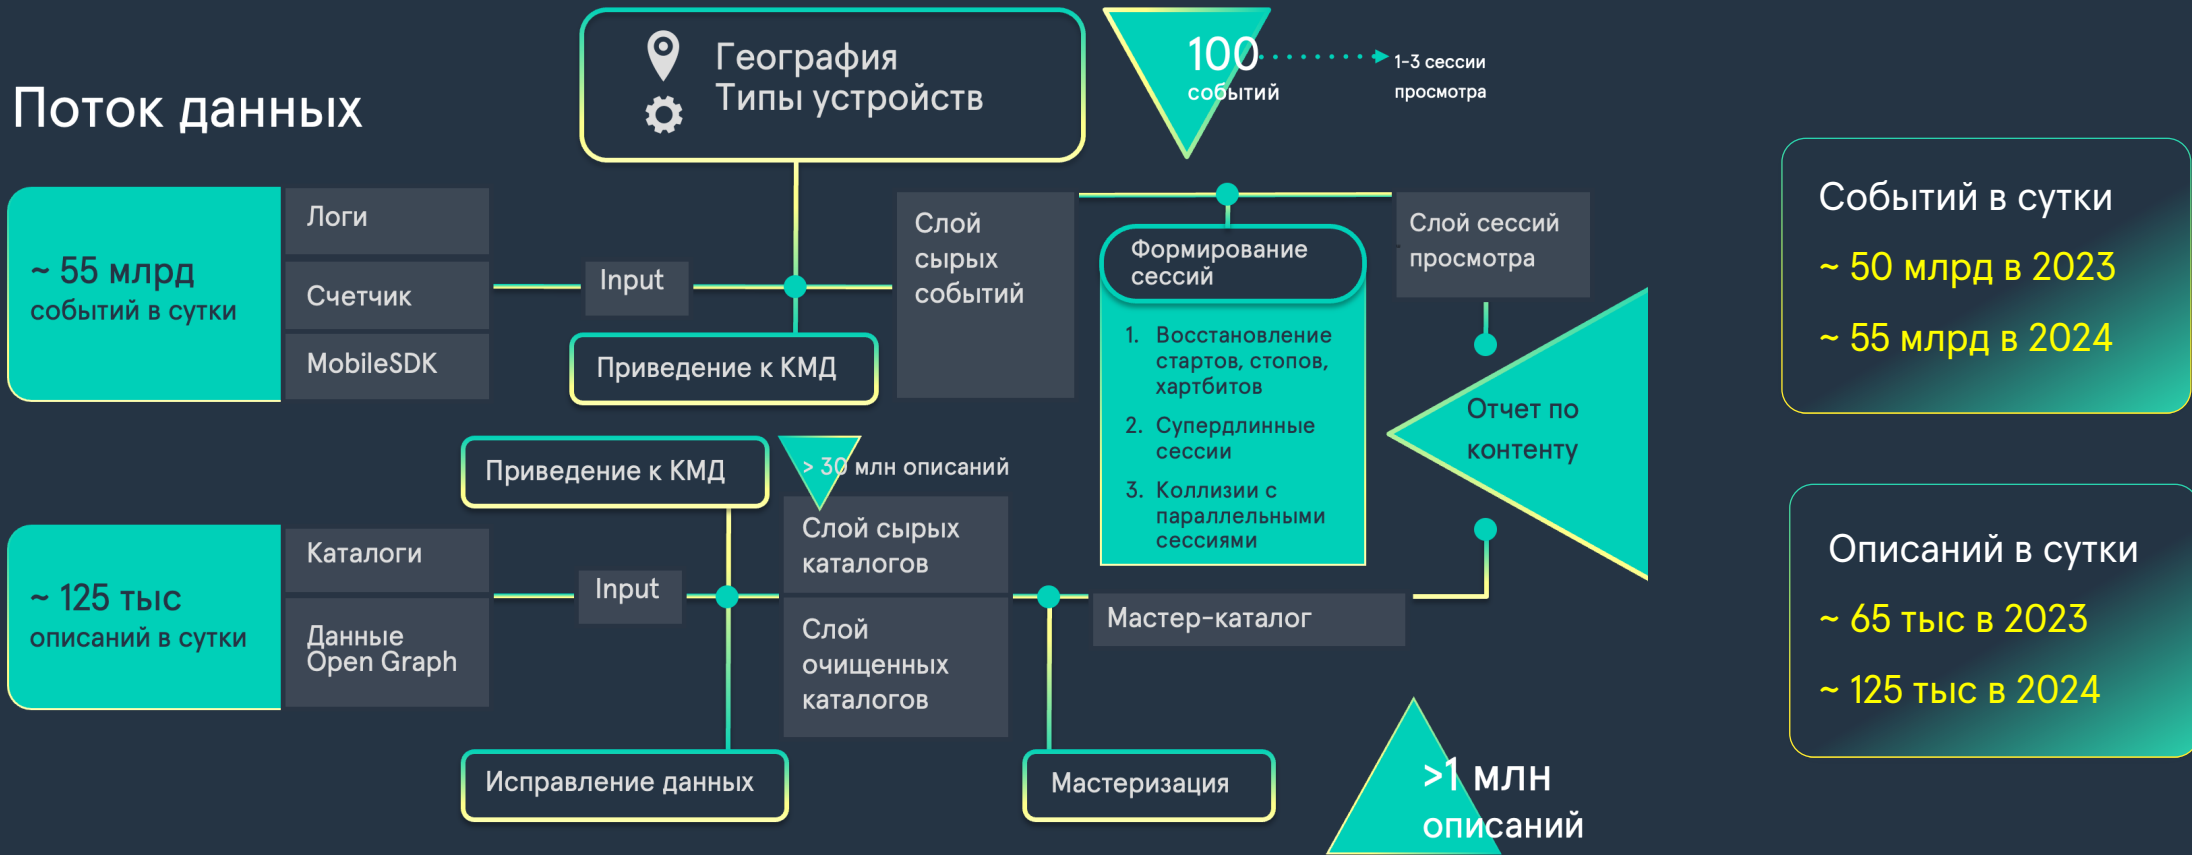 Поток данных
География
Типы устройств
100
событий
1-3 сессии
просмотра
~ 55 млрд
событий в сутки
Логи
Счетчик
MobileSDK
Input
Приведение к КМД
Слой
сырых
событий
Формирование
сессий
1. Восстановление
стартов, стопов,
хартбитов
2. Супердлинные
сессии
3. Коллизии с
параллельными
сессиями
Слой сессий
просмотра
Отчет по
контенту
~ 125 тыс
описаний в сутки
Каталоги
Данные
Open Graph
Input
Приведение к КМД
> 30 млн описаний
Слой сырых
каталогов
Слой
очищенных
каталогов
Исправление данных
Мастеризация
Мастер-каталог
>1 млн
описаний
Событий в сутки
~ 50 млрд в 2023
~ 55 млрд в 2024
Описаний в сутки
~ 65 тыс в 2023
~ 125 тыс в 2024